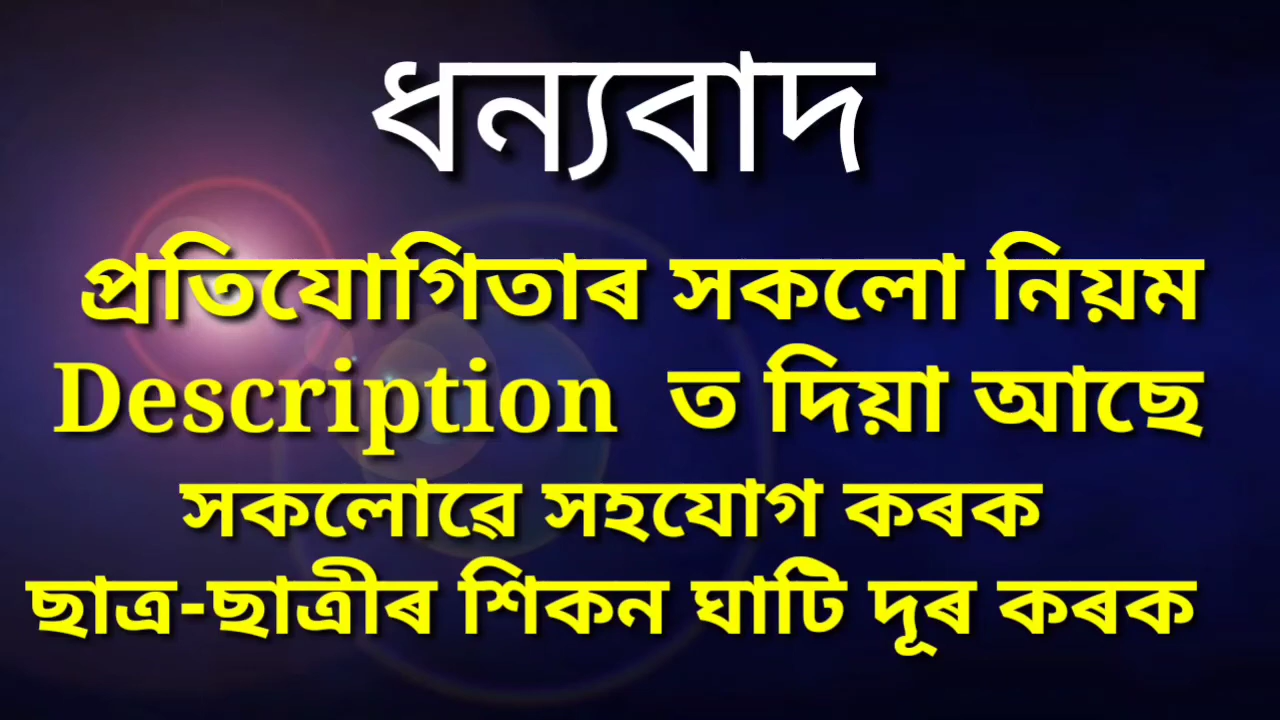 ধন্যবাদ
প্ৰতিযোগিতাৰ সকলো নিয়ম
Description ত দিয়া আছে
সকলোৱে সহযোগ কৰক
ছাত্ৰ-ছাত্ৰীৰ শিকন ঘাটি দূৰ কৰক